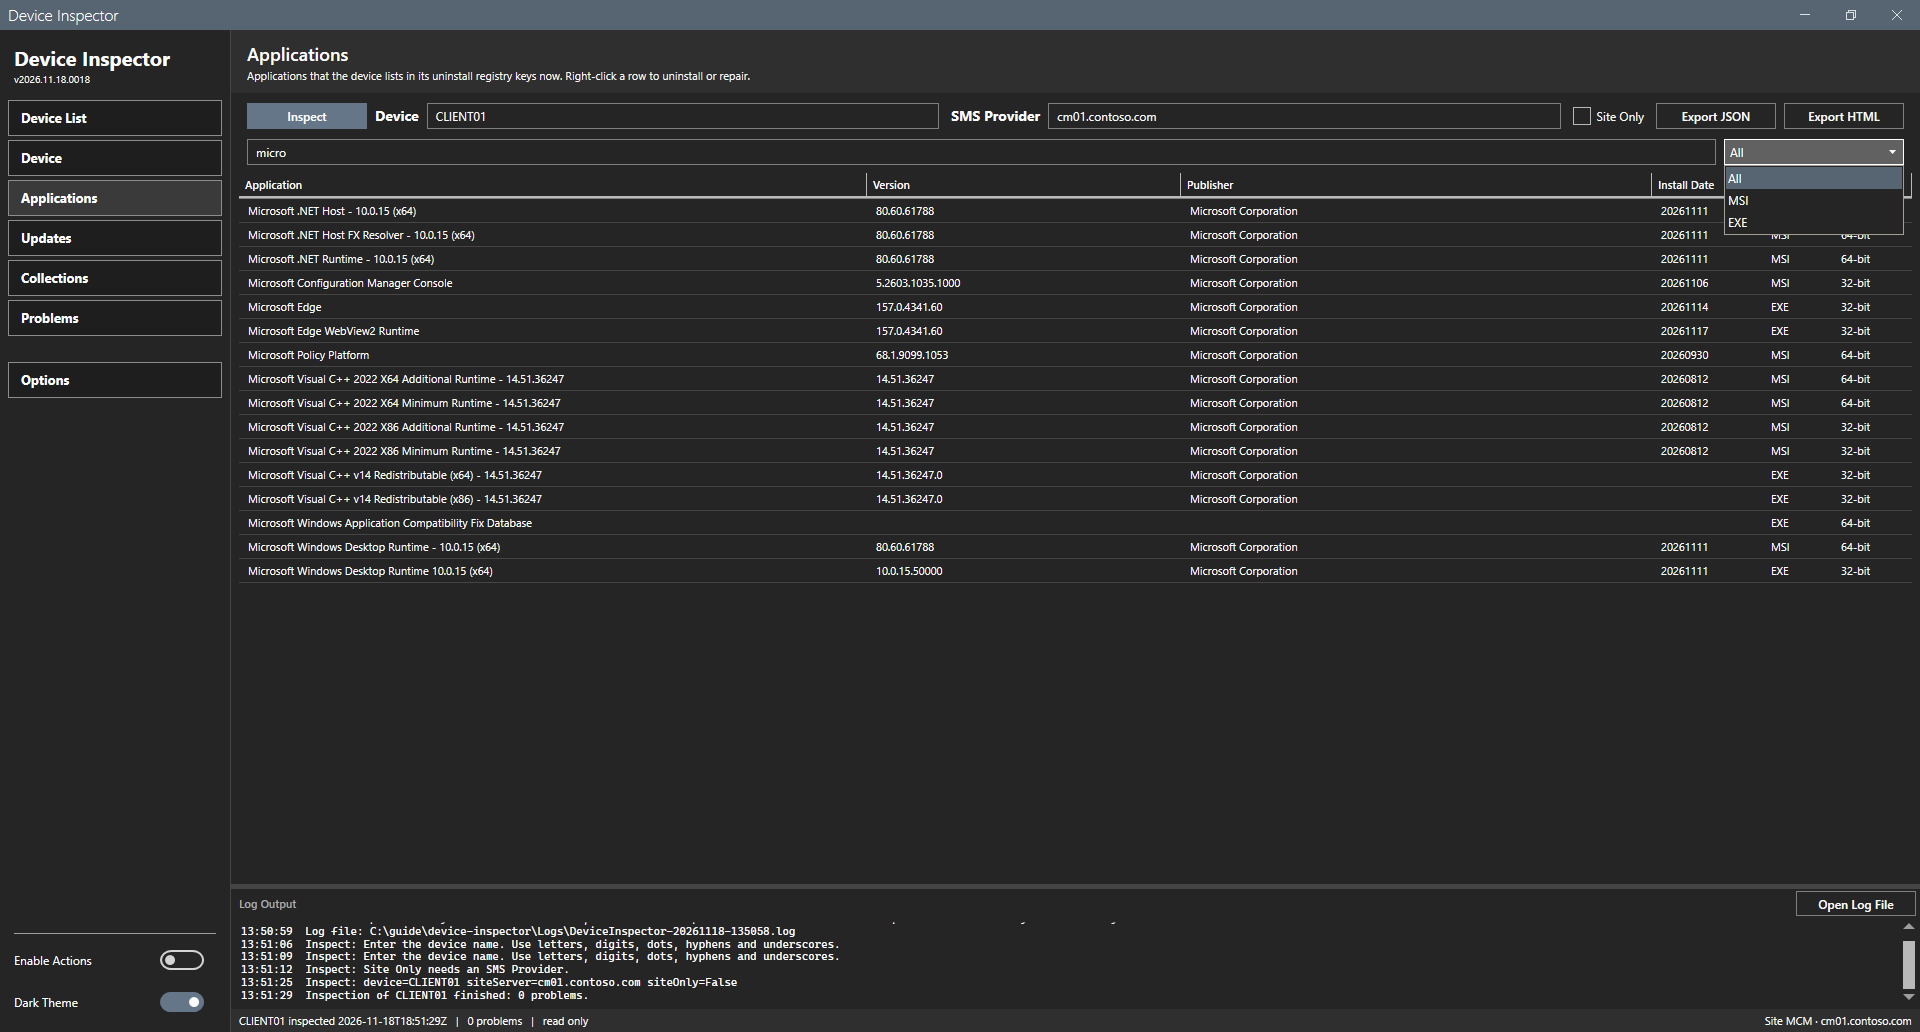 Device Inspector
Device Inspector
v2026.11.18.0018
Device List
Device
Applications
Updates
Collections
Problems
Options
Enable Actions
Dark Theme
Applications
Applications that the device lists in its uninstall registry keys now. Right-click a row to uninstall or repair.
Inspect Device CLIENT01 SMS Provider cm01.contoso.com Site Only Export JSON Export HTML
micro All
All
MSI
EXE
Application Version Publisher Install Date
Microsoft .NET Host - 10.0.15 (x64) 80.60.61788 Microsoft Corporation 20261111
Microsoft .NET Host FX Resolver - 10.0.15 (x64) 80.60.61788 Microsoft Corporation 20261111 MSI 64-bit
Microsoft .NET Runtime - 10.0.15 (x64) 80.60.61788 Microsoft Corporation 20261111 MSI 64-bit
Microsoft Configuration Manager Console 5.2603.1035.1000 Microsoft Corporation 20261106 MSI 32-bit
Microsoft Edge 157.0.4341.60 Microsoft Corporation 20261114 EXE 32-bit
Microsoft Edge WebView2 Runtime 157.0.4341.60 Microsoft Corporation 20261117 EXE 32-bit
Microsoft Policy Platform 68.1.9099.1053 Microsoft Corporation 20260930 MSI 64-bit
Microsoft Visual C++ 2022 X64 Additional Runtime - 14.51.36247 14.51.36247 Microsoft Corporation 20260812 MSI 64-bit
Microsoft Visual C++ 2022 X64 Minimum Runtime - 14.51.36247 14.51.36247 Microsoft Corporation 20260812 MSI 64-bit
Microsoft Visual C++ 2022 X86 Additional Runtime - 14.51.36247 14.51.36247 Microsoft Corporation 20260812 MSI 32-bit
Microsoft Visual C++ 2022 X86 Minimum Runtime - 14.51.36247 14.51.36247 Microsoft Corporation 20260812 MSI 32-bit
Microsoft Visual C++ v14 Redistributable (x64) - 14.51.36247 14.51.36247.0 Microsoft Corporation EXE 32-bit
Microsoft Visual C++ v14 Redistributable (x86) - 14.51.36247 14.51.36247.0 Microsoft Corporation EXE 32-bit
Microsoft Windows Application Compatibility Fix Database EXE 64-bit
Microsoft Windows Desktop Runtime - 10.0.15 (x64) 80.60.61788 Microsoft Corporation 20261111 MSI 64-bit
Microsoft Windows Desktop Runtime 10.0.15 (x64) 10.0.15.50000 Microsoft Corporation 20261111 EXE 32-bit
Log Output Open Log File
13:50:59 Log file: C:\guide\device-inspector\Logs\DeviceInspector-20261118-135058.log
13:51:06 Inspect: Enter the device name. Use letters, digits, dots, hyphens and underscores.
13:51:09 Inspect: Enter the device name. Use letters, digits, dots, hyphens and underscores.
13:51:12 Inspect: Site Only needs an SMS Provider.
13:51:25 Inspect: device=CLIENT01 siteServer=cm01.contoso.com siteOnly=False
13:51:29 Inspection of CLIENT01 finished: 0 problems.
CLIENT01 inspected 2026-11-18T18:51:29Z | 0 problems | read only Site MCM · cm01.contoso.com